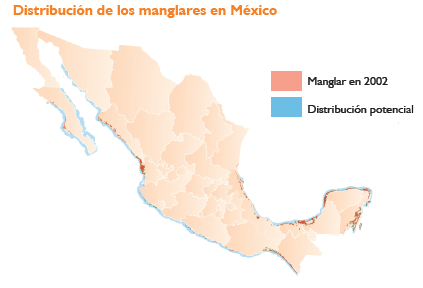 Distribución de los manglares en México
Manglar en 2002
Distribución potencial